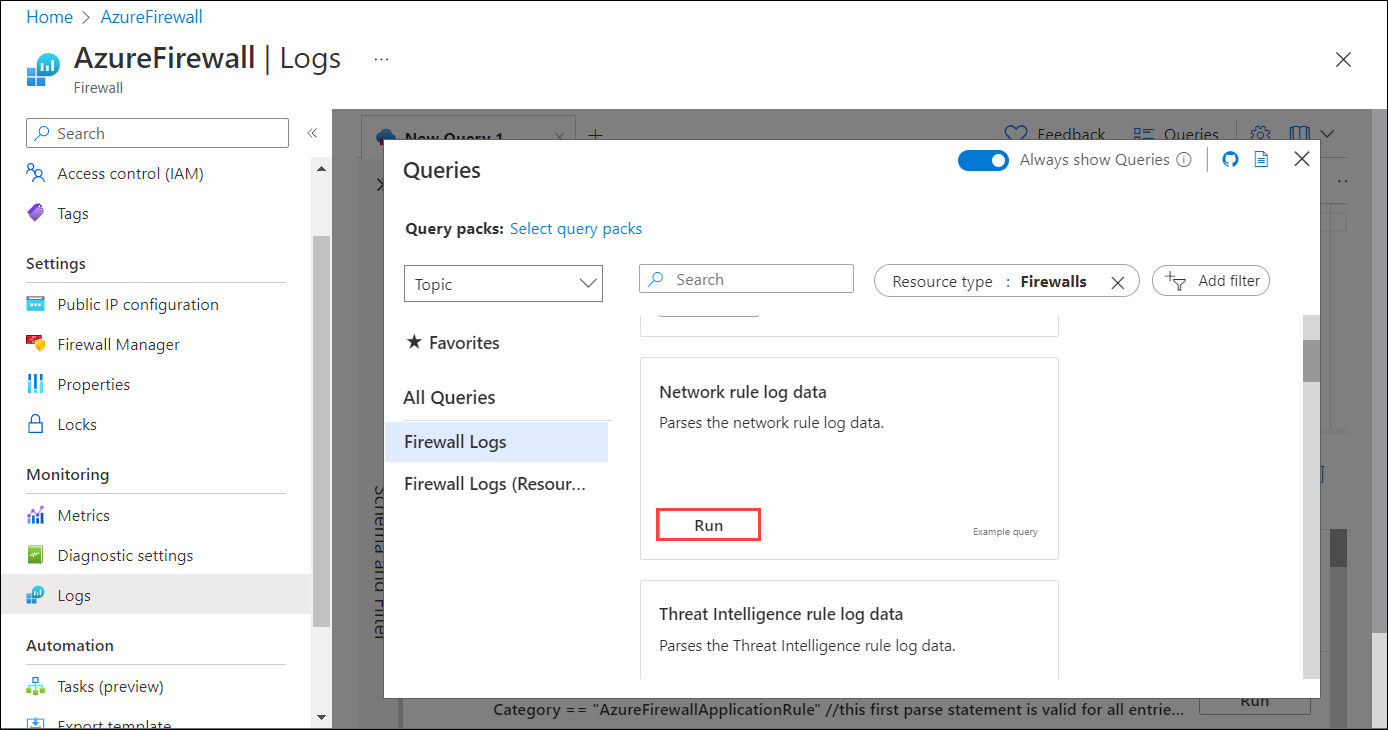 Home > AzureFirewall
AzureFirewall | Logs ...
Firewall
Search «
Access control (IAM)
Tags
Settings
Public IP configuration
Firewall Manager
Properties
Locks
Monitoring
Metrics
Diagnostic settings
Logs
Automation
Tasks (preview)
Export template
New Query 1
Feedback
Queries
Queries
Always show Queries
Query packs: Select query packs
Topic
Search
Resource type : Firewalls
Add filter
★ Favorites
All Queries
Firewall Logs
Firewall Logs (Resour...
Network rule log data
Parses the network rule log data.
Run
Example query
Threat Intelligence rule log data
Parses the Threat Intelligence rule log data.
Schema and Filter
Category == "AzureFirewallApplicationRule" //this first parse statement is valid for all entrie...
Run